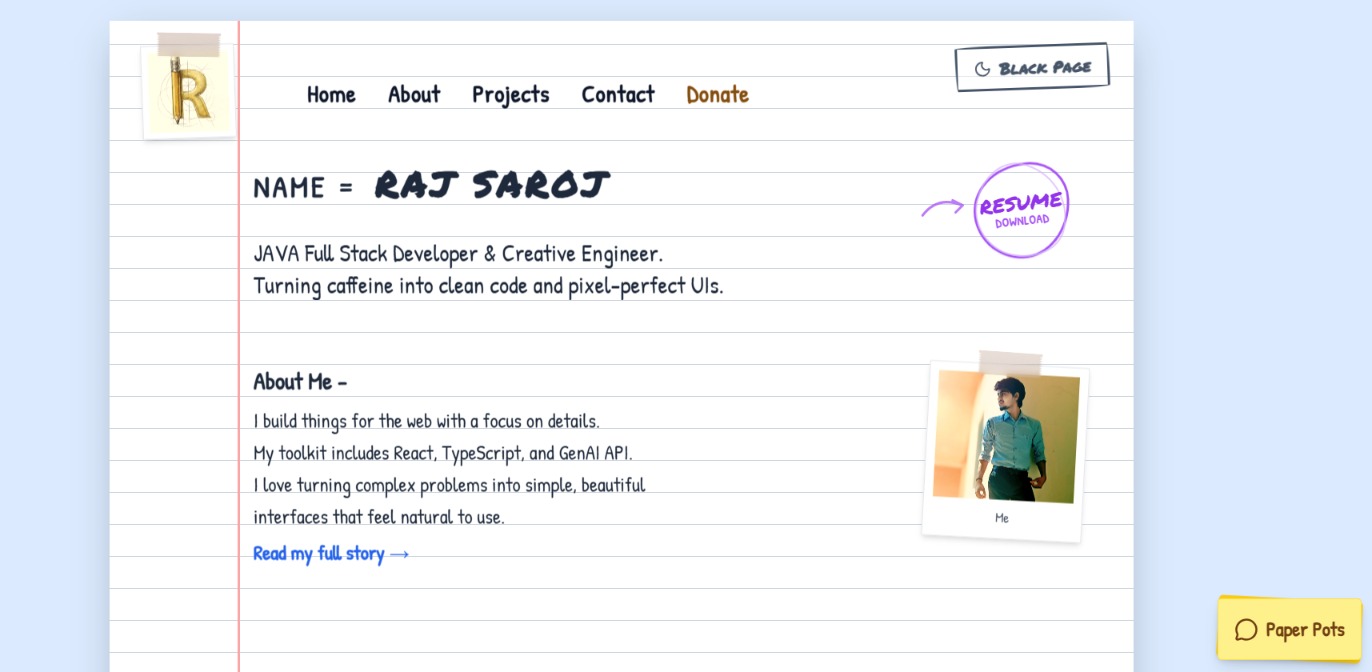 R
Black Page
Home About Projects Contact Donate
NAME = RAJ SAROJ
RESUME
DOWNLOAD
JAVA Full Stack Developer & Creative Engineer.
Turning caffeine into clean code and pixel-perfect UIs.
About Me -
I build things for the web with a focus on details.
My toolkit includes React, TypeScript, and GenAI API.
I love turning complex problems into simple, beautiful
interfaces that feel natural to use.
Read my full story →
Me
Paper Pots